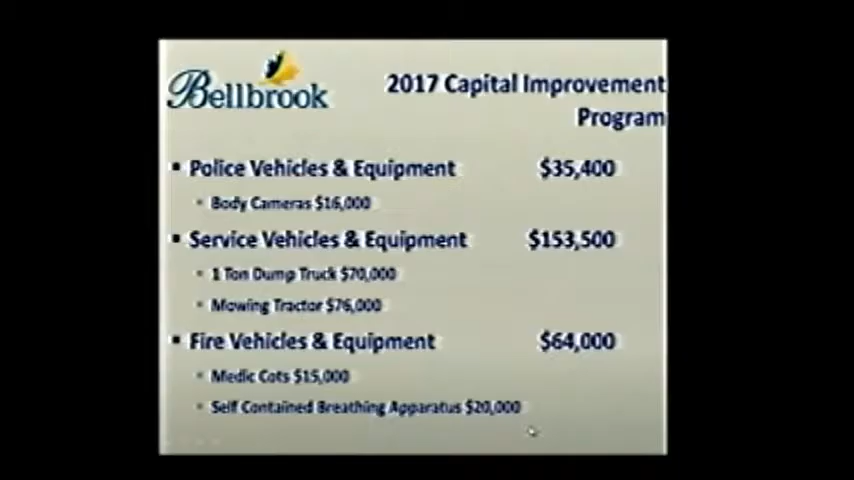 Bellbrook
2017 Capital Improvement
Program
▪ Police Vehicles & Equipment $35,400
▪ Body Cameras $16,000
▪ Service Vehicles & Equipment $153,500
▪ 1 Ton Dump Truck $70,000
▪ Mowing Tractor $76,000
▪ Fire Vehicles & Equipment $64,000
▪ Medic Cots $15,000
▪ Self Contained Breathing Apparatus $20,000